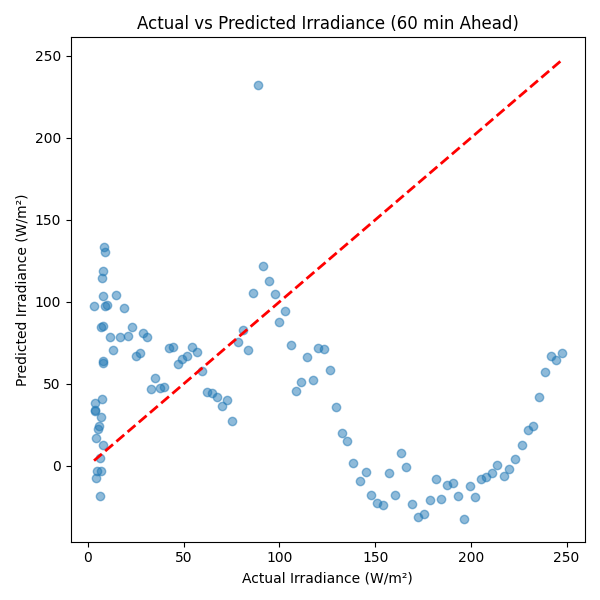 Actual vs Predicted Irradiance (60 min Ahead)
Predicted Irradiance (W/m²)
250
200
150
100
50
0
0 50 100 150 200 250
Actual Irradiance (W/m²)